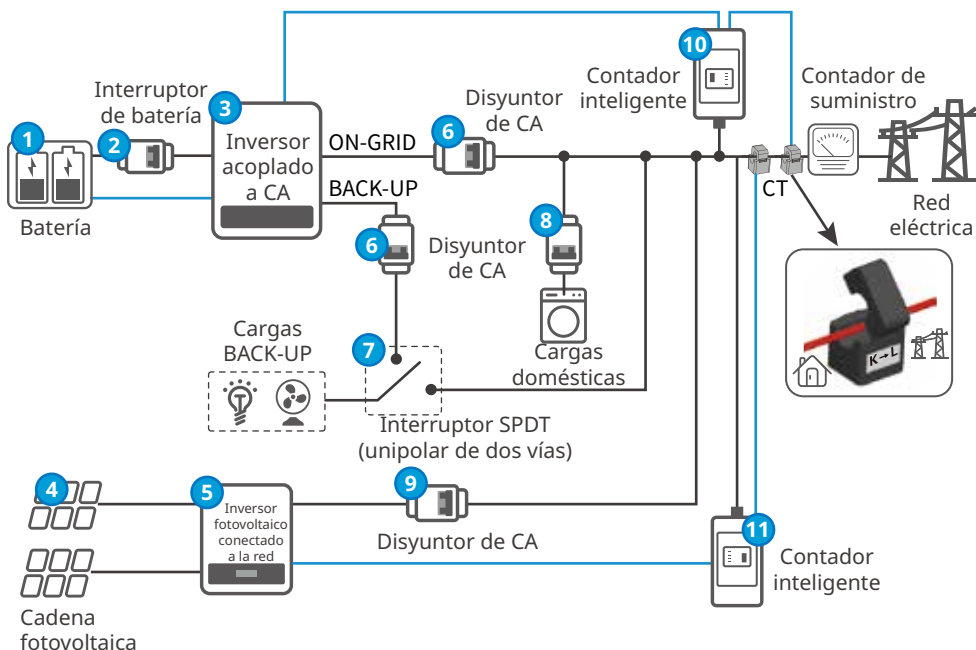 10
Contador
inteligente
Contador de
suministro
Interruptor
de batería
3
Disyuntor
de CA
1
2
Inversor
acoplado
a CA
ON-GRID
6
BACK-UP
CT
Batería
Red
eléctrica
6
Disyuntor
de CA
8
Cargas
BACK-UP
7
Cargas
domésticas
K→L
Interruptor SPDT
(unipolar de dos vías)
4
5
Inversor
fotovoltaico
conectado
a la red
9
Disyuntor de CA
11
Contador
inteligente
Cadena
fotovoltaica